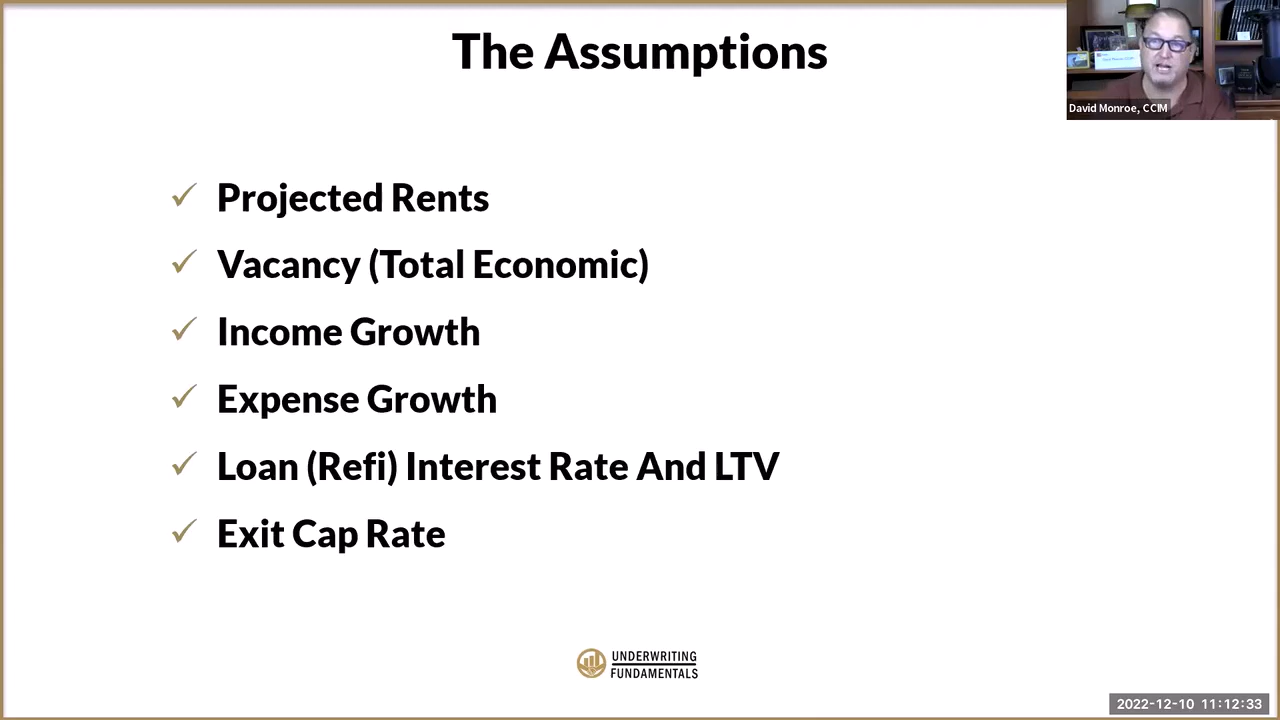 The Assumptions
David Monroe, CCIM
Projected Rents
Vacancy (Total Economic)
Income Growth
Expense Growth
Loan (Refi) Interest Rate And LTV
Exit Cap Rate
UNDERWRITING
FUNDAMENTALS
2022-12-10 11:12:33